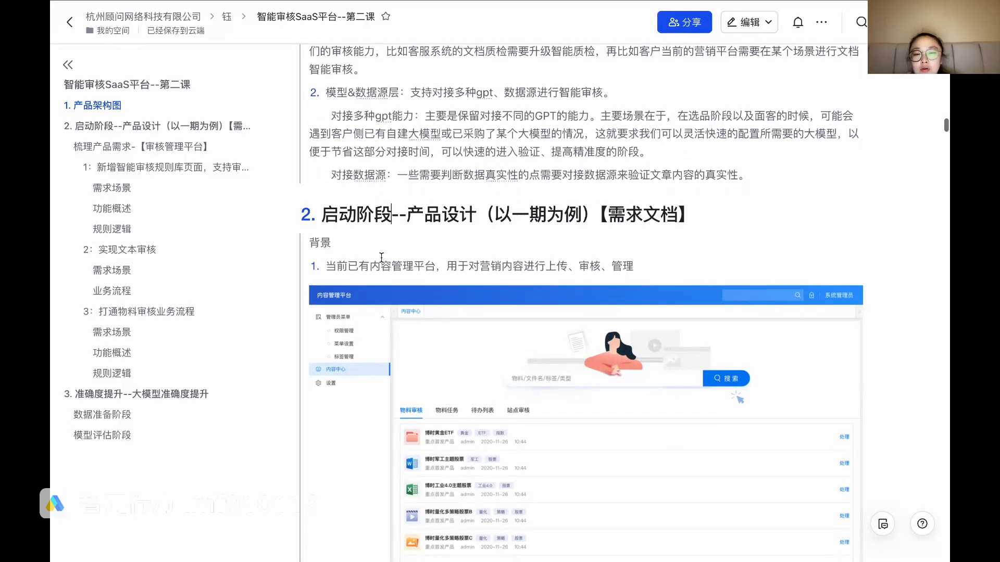 杭州顾问网络科技有限公司 > 钰 > 智能审核SaaS平台--第二课
我的空间 | 已经保存到云端
分享
编辑
智能审核SaaS平台--第二课
1. 产品架构图
2. 启动阶段--产品设计（以一期为例）【需...
梳理产品需求-【审核管理平台】
1：新增智能审核规则库页面，支持审...
需求场景
功能概述
规则逻辑
2：实现文本审核
需求场景
业务流程
3：打通物料审核业务流程
需求场景
功能概述
规则逻辑
3. 准确度提升--大模型准确度提升
数据准备阶段
模型评估阶段
们的审核能力，比如客服系统的文档质检需要升级智能质检，再比如客户当前的营销平台需要在某个场景进行文档
智能审核。
2. 模型&数据源层：支持对接多种gpt、数据源进行智能审核。
对接多种gpt能力：主要是保留对接不同的GPT的能力。主要场景在于，在选品阶段以及面客的时候，可能会
遇到客户侧已有自建大模型或已采购了某个大模型的情况，这就要求我们可以灵活快速的配置所需要的大模型，以
便于节省这部分对接时间，可以快速的进入验证、提高精准度的阶段。
对接数据源：一些需要判断数据真实性的点需要对接数据源来验证文章内容的真实性。
2. 启动阶段--产品设计（以一期为例）【需求文档】
背景
1. 当前已有内容管理平台，用于对营销内容进行上传、审核、管理
内容管理平台
系统管理员
管理员菜单
权限管理
菜单设置
标签管理
内容中心
设置
内容中心
物料/文件名/标签/类型
搜索
物料审核 物料任务 待办列表 站点审核
博时黄金ETF 黄金 ETF 指数
重点首发产品 admin 2020-11-26 10:44
处理
博时军工主题股票 军工 股票
重点首发产品 admin 2020-11-26 10:44
处理
博时工业4.0主题股票 工业4.0 股票
重点首发产品 admin 2020-11-26 10:44
处理
博时量化多策略股票B 量化 策略 股票
重点首发产品 admin 2020-11-26 10:44
处理
博时量化多策略股票C 量化 策略 股票
重点首发产品 admin 2020-11-26 10:44
处理